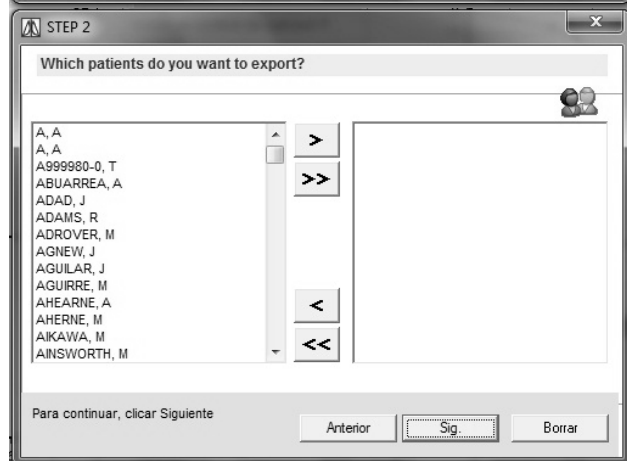 STEP 2
x
Which patients do you want to export?
A, A
A, A
A999980-0, T
ABUARREA, A
ADAD, J
ADAMS, R
ADROVER, M
AGNEW, J
AGUILAR, J
AGUIRRE, M
AHEARNE, A
AHERNE, M
AIKAWA, M
AINSWORTH, M
>
>>
<
<<
Para continuar, clicar Siguiente
Anterior
Sig.
Borrar